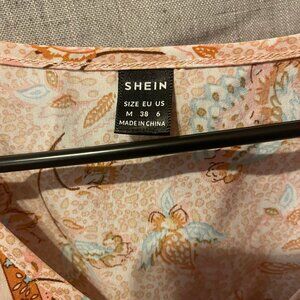 SHEIN
SIZE EU US
M 38 6
MADE IN CHINA